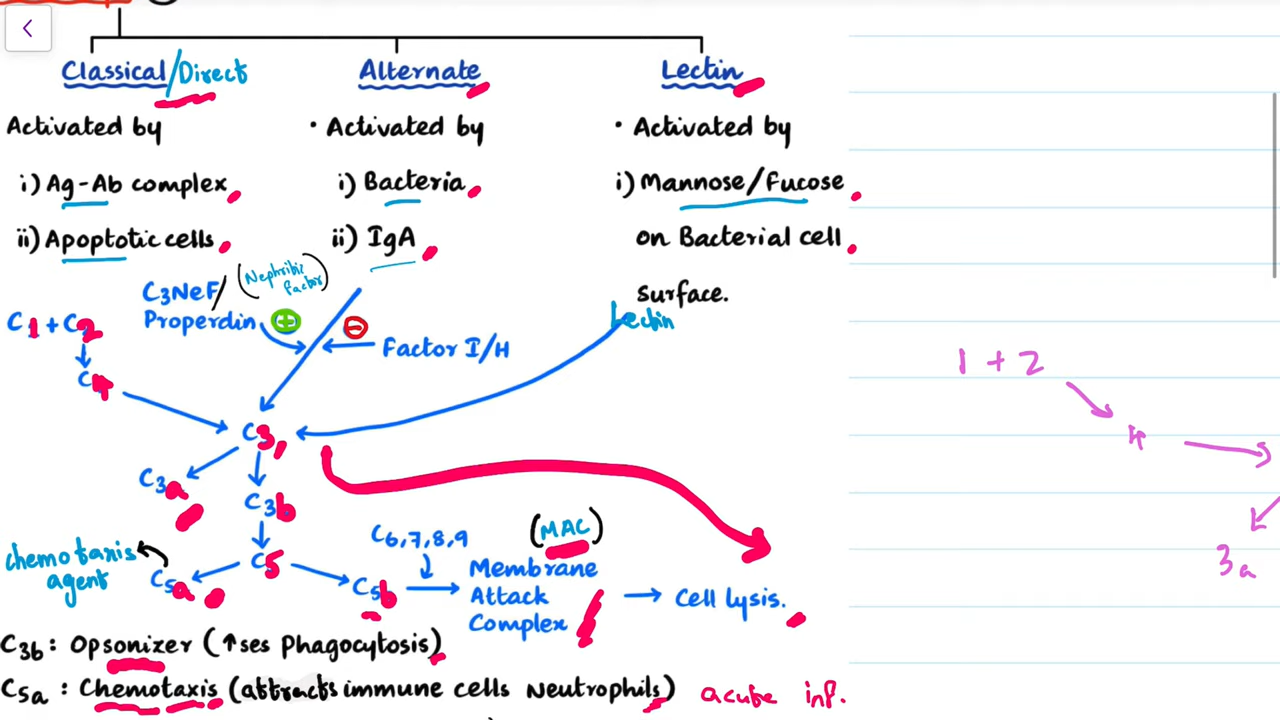 Classical/Direct
Alternate
Lectin
Activated by
i) Ag-Ab complex
ii) Apoptotic cells
• Activated by
i) Bacteria
ii) IgA
• Activated by
i) Mannose/Fucose
on Bacterial cell
surface.
C3NeF/(Nephritic
factor)
Properdin
+
-
Factor I/H
Lectin
C1 + C2
C4
C3,
C3a
C3b
C5
chemotaxis
agent
C5a
C5b
C6,7,8,9
(MAC)
Membrane
Attack
Complex
Cell lysis.
C3b: Opsonizer (↑ses Phagocytosis)
C5a : Chemotaxis (attracts immune cells Neutrophils) acute inf.
1 + 2
4
3a